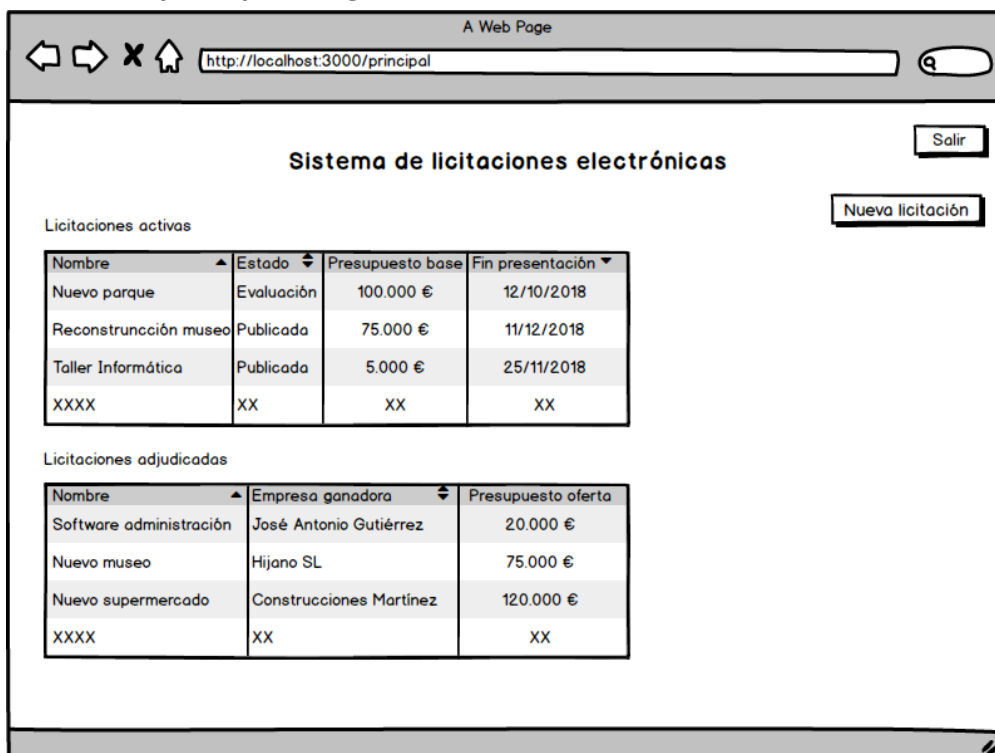 A Web Page
http://localhost:3000/principal
Salir
Sistema de licitaciones electrónicas
Nueva licitación
Licitaciones activas
Nombre Estado Presupuesto base Fin presentación
Nuevo parque Evaluación 100.000 € 12/10/2018
Reconstruncción museo Publicada 75.000 € 11/12/2018
Taller Informática Publicada 5.000 € 25/11/2018
XXXX XX XX XX
Licitaciones adjudicadas
Nombre Empresa ganadora Presupuesto oferta
Software administración José Antonio Gutiérrez 20.000 €
Nuevo museo Hijano SL 75.000 €
Nuevo supermercado Construcciones Martínez 120.000 €
XXXX XX XX